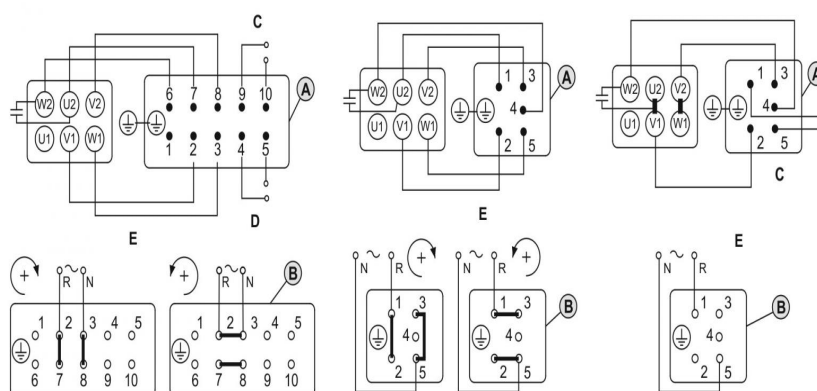 C
6 7 8 9 10 A
W2 U2 V2
U1 V1 W1
1 2 3 4 5
D
E
1 3 A
W2 U2 V2
4
U1 V1 W1
2 5
E
1 3 A
W2 U2 V2
4
U1 V1 W1
2 5
C
E
+ R ~ N
1 2 3 4 5
6 7 8 9 10
+ R ~ N B
1 2 3 4 5
6 7 8 9 10
N ~ R +
1 3
4
2 5
N ~ R +
1 3 B
4
2 5
N ~ R
1 3 B
4
2 5